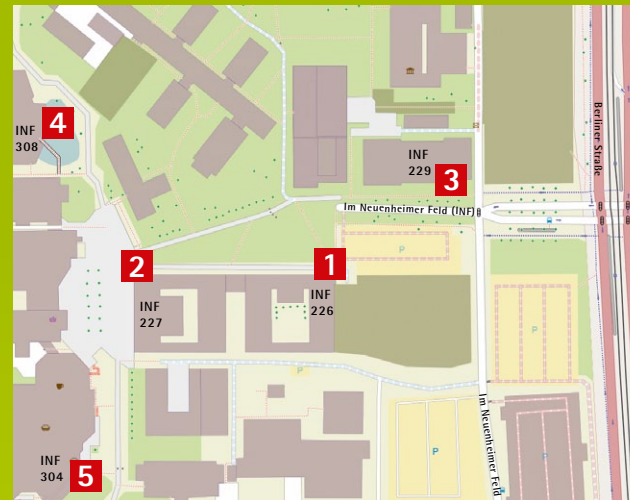 Berliner Straße
4
INF
308
INF
229
3
Im Neuenheimer Feld (INF)
P
2
1
INF
227
INF
226
P
P
Im Neuenheimer Feld
P
P
INF
304
5